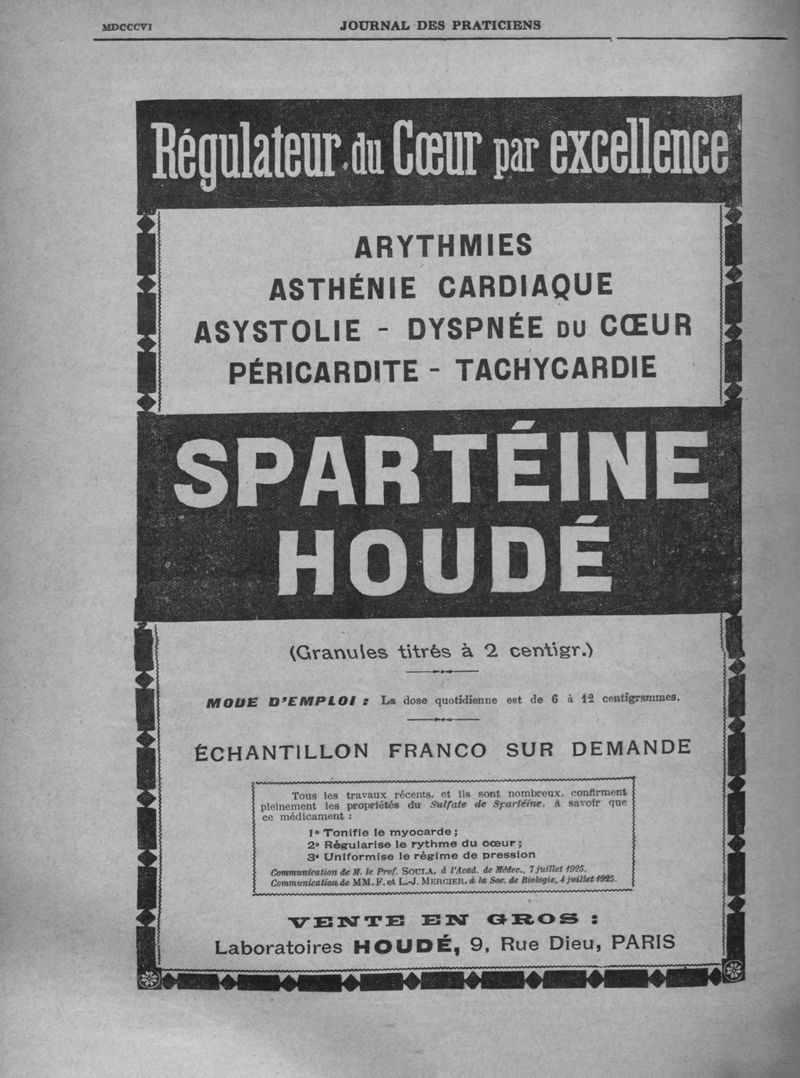 MDCCCVI
JOURNAL DES PRATICIENS
Régulateur du Cœur par excellence
ARYTHMIES
ASTHÉNIE CARDIAQUE
ASYSTOLIE - DYSPNÉE DU CŒUR
PÉRICARDITE - TACHYCARDIE
SPARTÉINE
HOUDÉ
(Granules titrés à 2 centigr.)
MODE D'EMPLOI : La dose quotidienne est de 6 à 12 centigrammes.
ÉCHANTILLON FRANCO SUR DEMANDE
Tous les travaux récents, et ils sont nombreux, confirment
pleinement les propriétés du Sulfate de Spartéine, à savoir que
ce médicament :
1º Tonifie le myocarde ;
2º Régularise le rythme du cœur ;
3º Uniformise le régime de pression
Communication de M. le Prof. SOULA, à l'Acad. de Médec., 7 juillet 1925.
Communication de MM. F. et L.-J. MERCIER, à la Soc. de Biologie, 4 juillet 1925.
VENTE EN GROS :
Laboratoires HOUDÉ, 9, Rue Dieu, PARIS